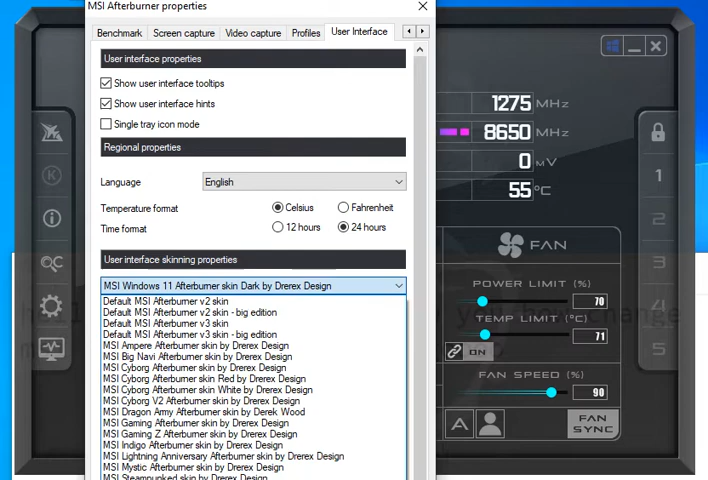 MSI Afterburner properties
Benchmark Screen capture Video capture Profiles User Interface
User interface properties
Show user interface tooltips
Show user interface hints
Single tray icon mode
Regional properties
Language English
Temperature format Celsius Fahrenheit
Time format 12 hours 24 hours
User interface skinning properties
MSI Windows 11 Afterburner skin Dark by Drerex Design
Default MSI Afterburner v2 skin
Default MSI Afterburner v2 skin - big edition
Default MSI Afterburner v3 skin
Default MSI Afterburner v3 skin - big edition
MSI Ampere Afterburner skin by Drerex Design
MSI Big Navi Afterburner skin by Drerex Design
MSI Cyborg Afterburner skin by Drerex Design
MSI Cyborg Afterburner skin Red by Drerex Design
MSI Cyborg Afterburner skin White by Drerex Design
MSI Cyborg V2 Afterburner skin by Drerex Design
MSI Dragon Army Afterburner skin by Derek Wood
MSI Gaming Afterburner skin by Drerex Design
MSI Gaming Z Afterburner skin by Drerex Design
MSI Indigo Afterburner skin by Drerex Design
MSI Lightning Anniversary Afterburner skin by Drerex Design
MSI Mystic Afterburner skin by Drerex Design
MSI Steampunked skin by Drerex Design
K
1275 MHz
8650 MHz
0 mV
55 °C
FAN
POWER LIMIT (%)
70
TEMP LIMIT (°C)
71
ON
FAN SPEED (%)
90
A
FAN
SYNC
1
2
3
4
5
change